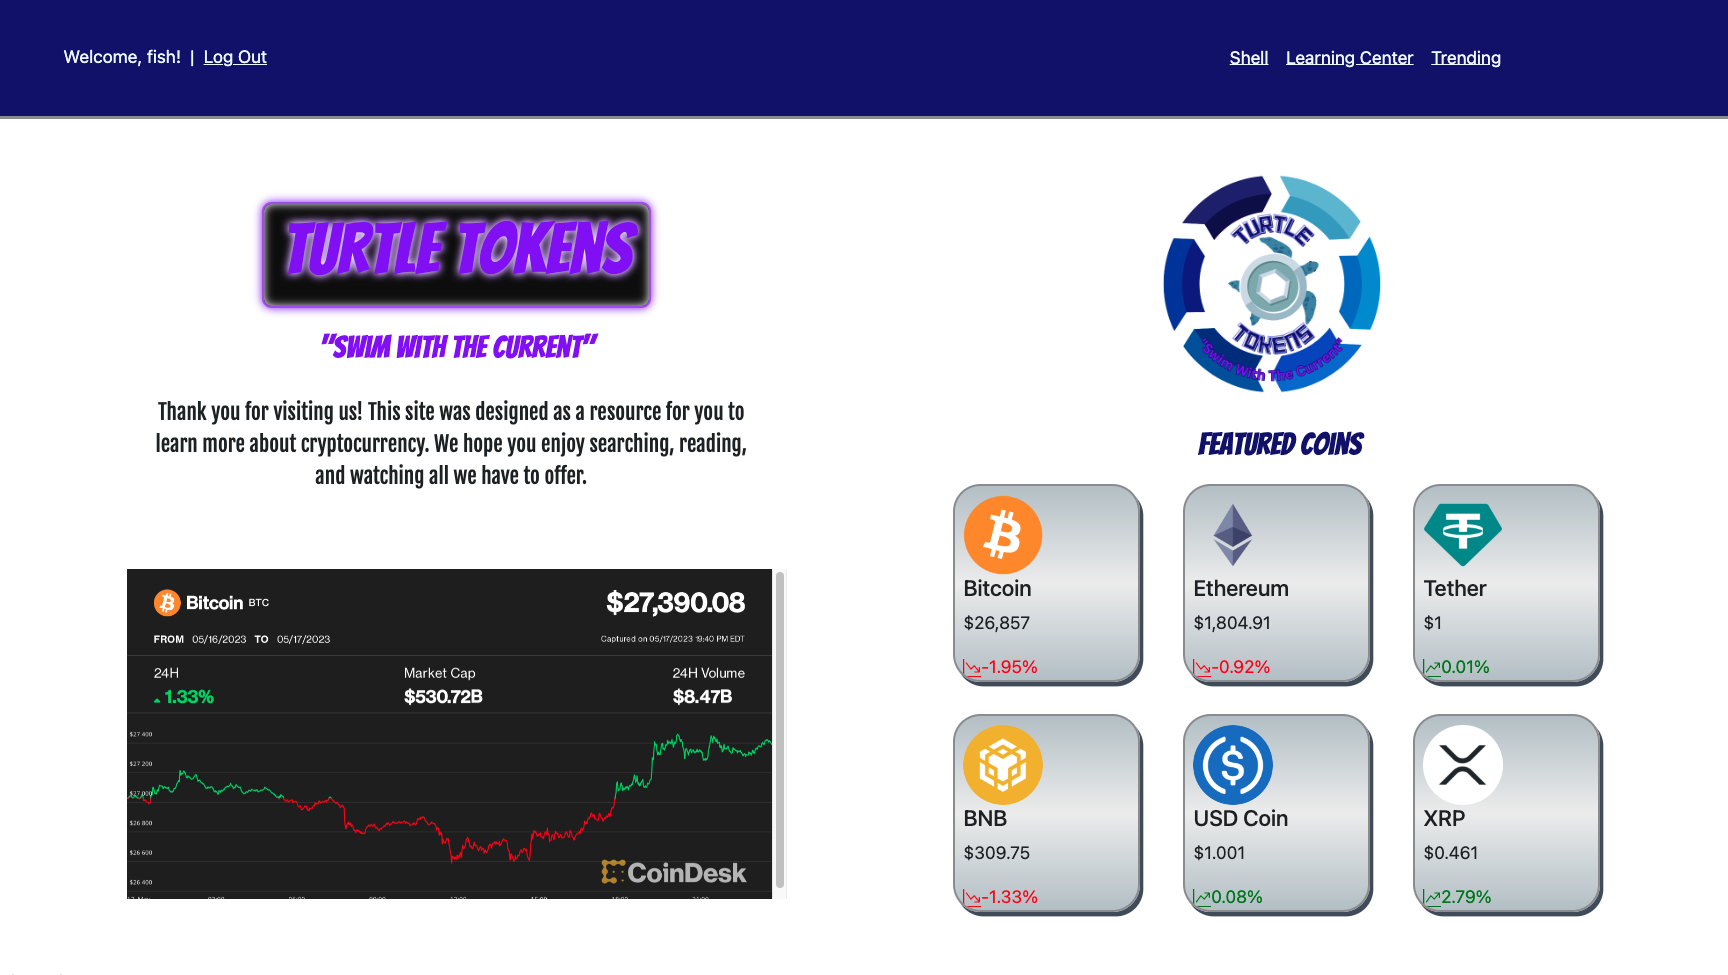 Welcome, fish! | Log Out
Shell Learning Center Trending
TURTLE TOKENS
"SWIM WITH THE CURRENT"
Thank you for visiting us! This site was designed as a resource for you to
learn more about cryptocurrency. We hope you enjoy searching, reading,
and watching all we have to offer.
Bitcoin BTC
$27,390.08
FROM 05/16/2023 TO 05/17/2023
Captured on 05/17/2023 19:40 PM EDT
24H Market Cap 24H Volume
1.33% $530.72B $8.47B
$27 400
$27 200
$27 000
$26 800
$26 600
$26 400
CoinDesk
TURTLE
TOKENS
"Swim With The Current"
FEATURED COINS
Bitcoin
$26,857
-1.95%
Ethereum
$1,804.91
-0.92%
Tether
$1
0.01%
BNB
$309.75
-1.33%
USD Coin
$1.001
0.08%
XRP
$0.461
2.79%